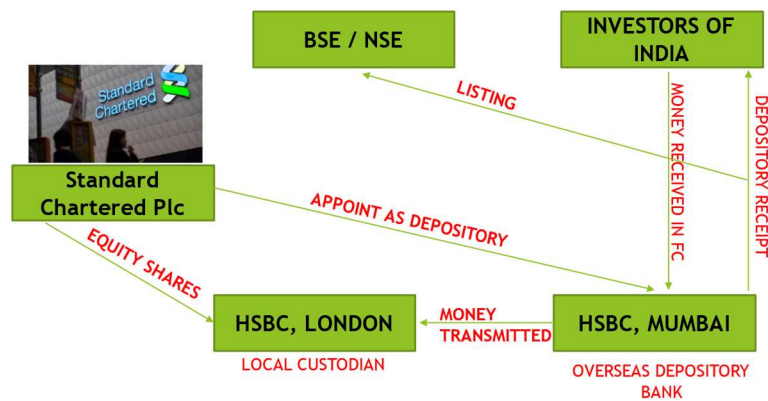 BSE / NSE
INVESTORS OF
INDIA
Standard
Chartered
LISTING
MONEY RECEIVED IN FC
DEPOSITORY RECEIPT
Standard
Chartered Plc
APPOINT AS DEPOSITORY
EQUITY SHARES
HSBC, LONDON
MONEY
TRANSMITTED
HSBC, MUMBAI
LOCAL CUSTODIAN
OVERSEAS DEPOSITORY
BANK